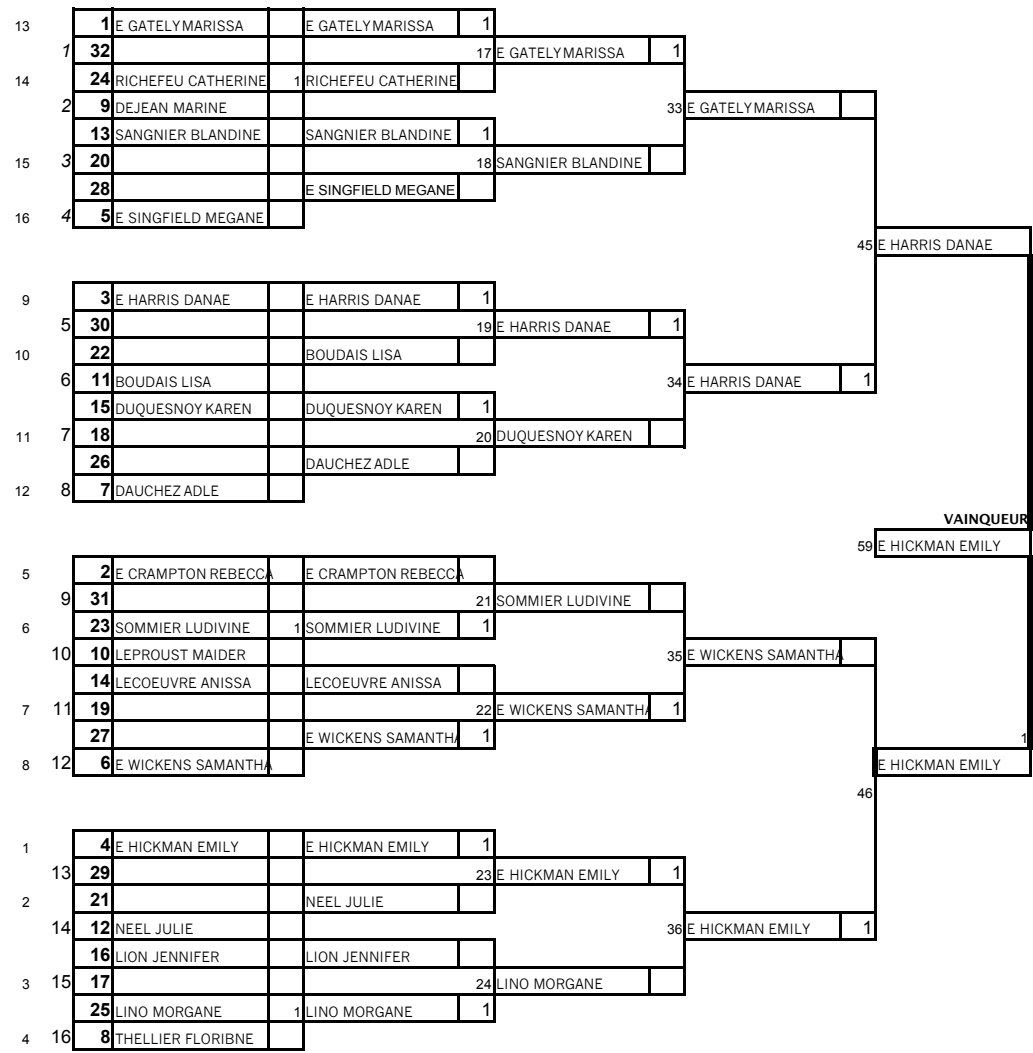 13 1 E GATELY MARISSA E GATELY MARISSA 1
1 32 17 E GATELY MARISSA 1
14 24 RICHEFEU CATHERINE 1 RICHEFEU CATHERINE
2 9 DEJEAN MARINE 33 E GATELY MARISSA
13 SANGNIER BLANDINE SANGNIER BLANDINE 1
15 3 20 18 SANGNIER BLANDINE
28 E SINGFIELD MEGANE
16 4 5 E SINGFIELD MEGANE
45 E HARRIS DANAE
9 3 E HARRIS DANAE E HARRIS DANAE 1
5 30 19 E HARRIS DANAE 1
10 22 BOUDAIS LISA
6 11 BOUDAIS LISA 34 E HARRIS DANAE 1
15 DUQUESNOY KAREN DUQUESNOY KAREN 1
11 7 18 20 DUQUESNOY KAREN
26 DAUCHEZ ADLE
12 8 7 DAUCHEZ ADLE
VAINQUEUR
59 E HICKMAN EMILY
5 2 E CRAMPTON REBECCA E CRAMPTON REBECCA
9 31 21 SOMMIER LUDIVINE
6 23 SOMMIER LUDIVINE 1 SOMMIER LUDIVINE 1
10 10 LEPROUST MAIDER 35 E WICKENS SAMANTHA
14 LECOEUVRE ANISSA LECOEUVRE ANISSA
7 11 19 22 E WICKENS SAMANTHA 1
27 E WICKENS SAMANTHA 1 1
8 12 6 E WICKENS SAMANTHA E HICKMAN EMILY
46
1 4 E HICKMAN EMILY E HICKMAN EMILY 1
13 29 23 E HICKMAN EMILY 1
2 21 NEEL JULIE
14 12 NEEL JULIE 36 E HICKMAN EMILY 1
16 LION JENNIFER LION JENNIFER
3 15 17 24 LINO MORGANE
25 LINO MORGANE 1 LINO MORGANE 1
4 16 8 THELLIER FLORIBNE